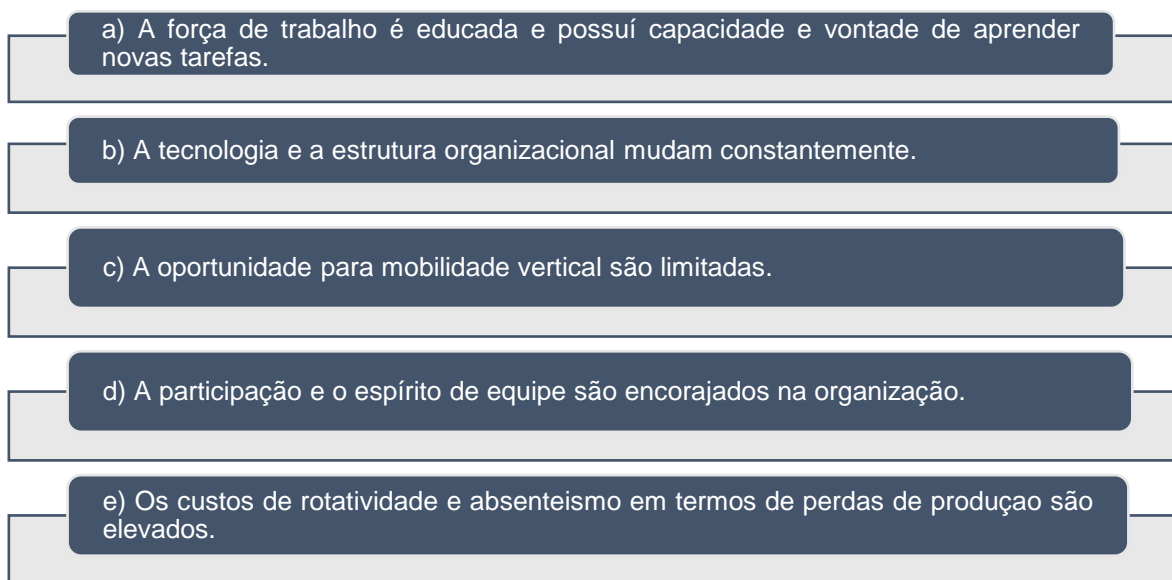 a) A força de trabalho é educada e possuí capacidade e vontade de aprender
novas tarefas.
b) A tecnologia e a estrutura organizacional mudam constantemente.
c) A oportunidade para mobilidade vertical são limitadas.
d) A participação e o espírito de equipe são encorajados na organização.
e) Os custos de rotatividade e absenteismo em termos de perdas de produçao são
elevados.